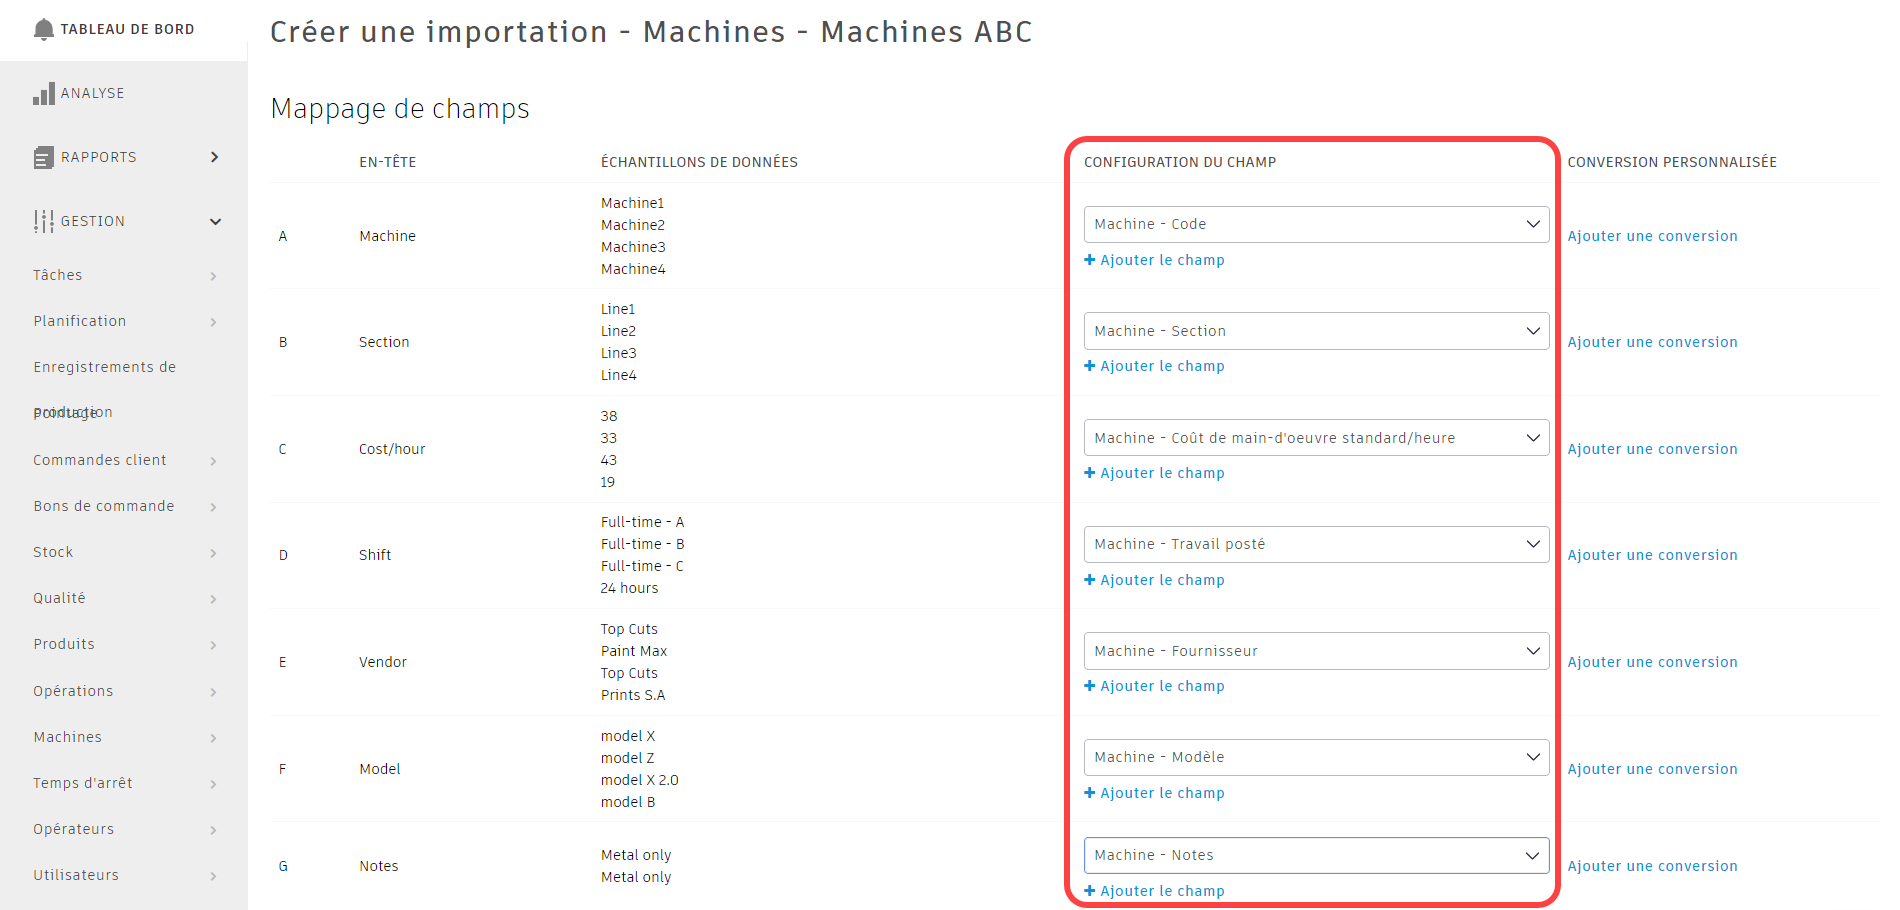 TABLEAU DE BORD
ANALYSE
RAPPORTS
GESTION
Tâches
Planification
Enregistrements de
production
Pointage
Commandes client
Bons de commande
Stock
Qualité
Produits
Opérations
Machines
Temps d'arrêt
Opérateurs
Utilisateurs
Créer une importation - Machines - Machines ABC
Mappage de champs
EN-TÊTE ÉCHANTILLONS DE DONNÉES CONFIGURATION DU CHAMP CONVERSION PERSONNALISÉE
A Machine
Machine1
Machine2
Machine3
Machine4
Machine - Code
+ Ajouter le champ
Ajouter une conversion
B Section
Line1
Line2
Line3
Line4
Machine - Section
+ Ajouter le champ
Ajouter une conversion
C Cost/hour
38
33
43
19
Machine - Coût de main-d'oeuvre standard/heure
+ Ajouter le champ
Ajouter une conversion
D Shift
Full-time - A
Full-time - B
Full-time - C
24 hours
Machine - Travail posté
+ Ajouter le champ
Ajouter une conversion
E Vendor
Top Cuts
Paint Max
Top Cuts
Prints S.A
Machine - Fournisseur
+ Ajouter le champ
Ajouter une conversion
F Model
model X
model Z
model X 2.0
model B
Machine - Modèle
+ Ajouter le champ
Ajouter une conversion
G Notes
Metal only
Metal only
Machine - Notes
+ Ajouter le champ
Ajouter une conversion